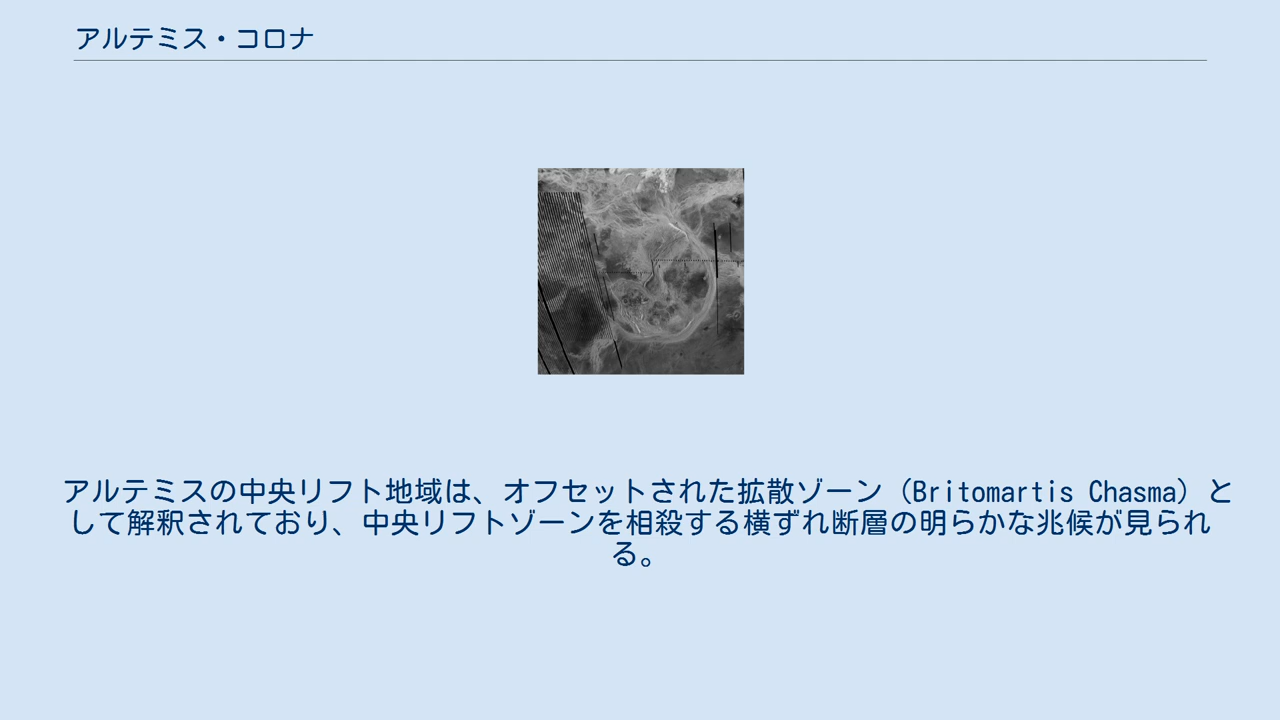 アルテミス・コロナ
アルテミスの中央リフト地域は、オフセットされた拡散ゾーン（Britomartis Chasma）と
して解釈されており、中央リフトゾーンを相殺する横ずれ断層の明らかな兆候が見られ
る。